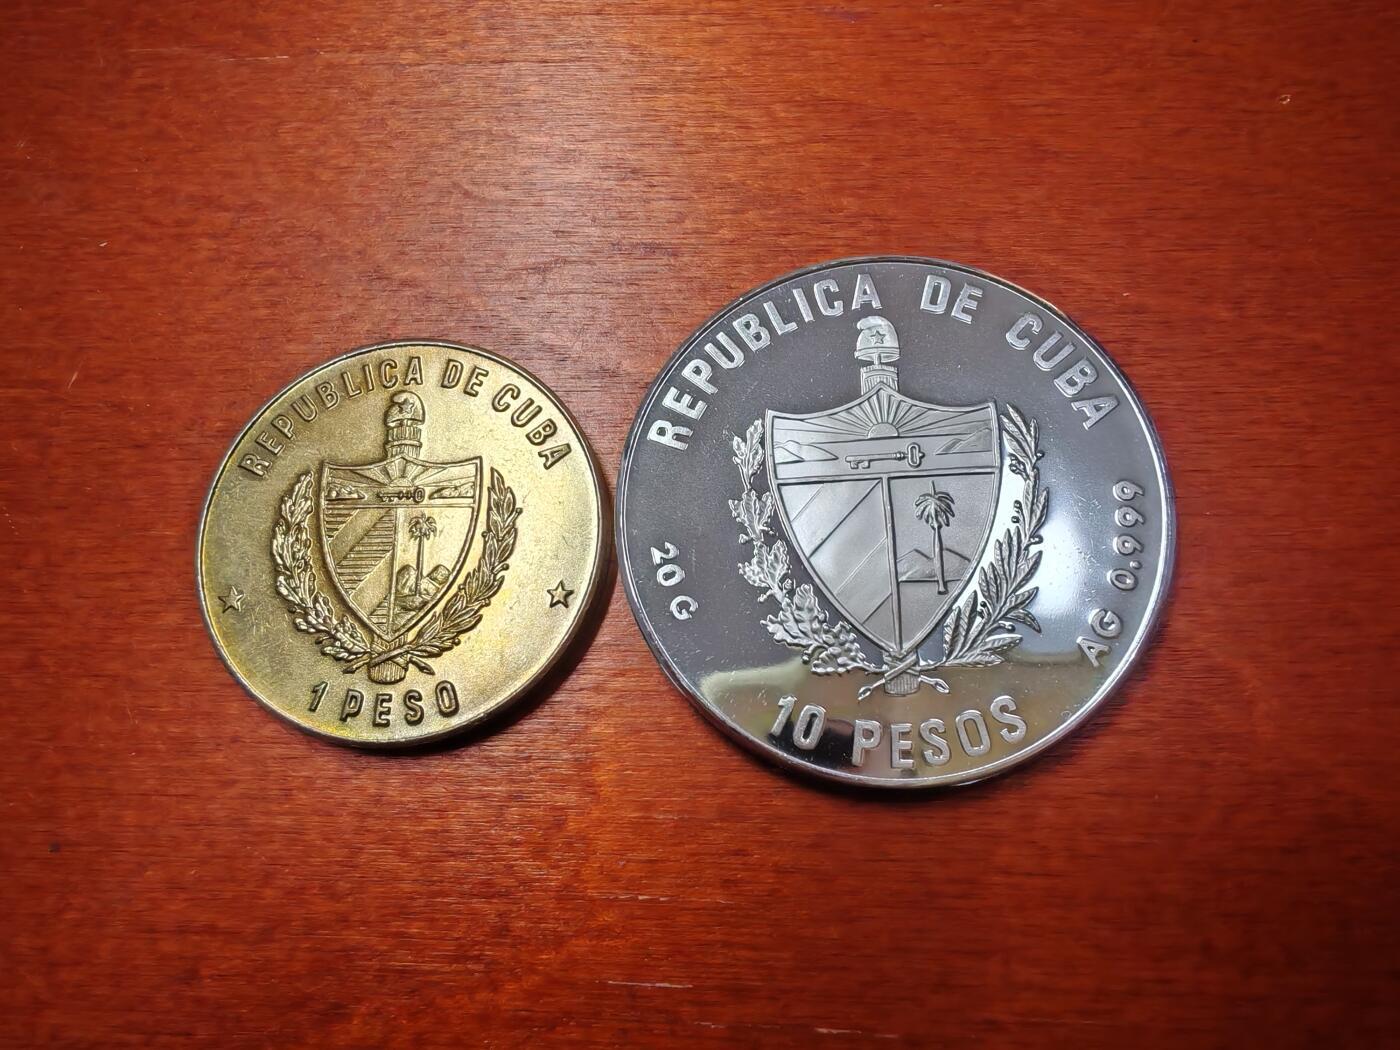 REPUBLICA DE CUBA
1 PESO
REPUBLICA DE CUBA
20 G
AG 0.999
10 PESOS